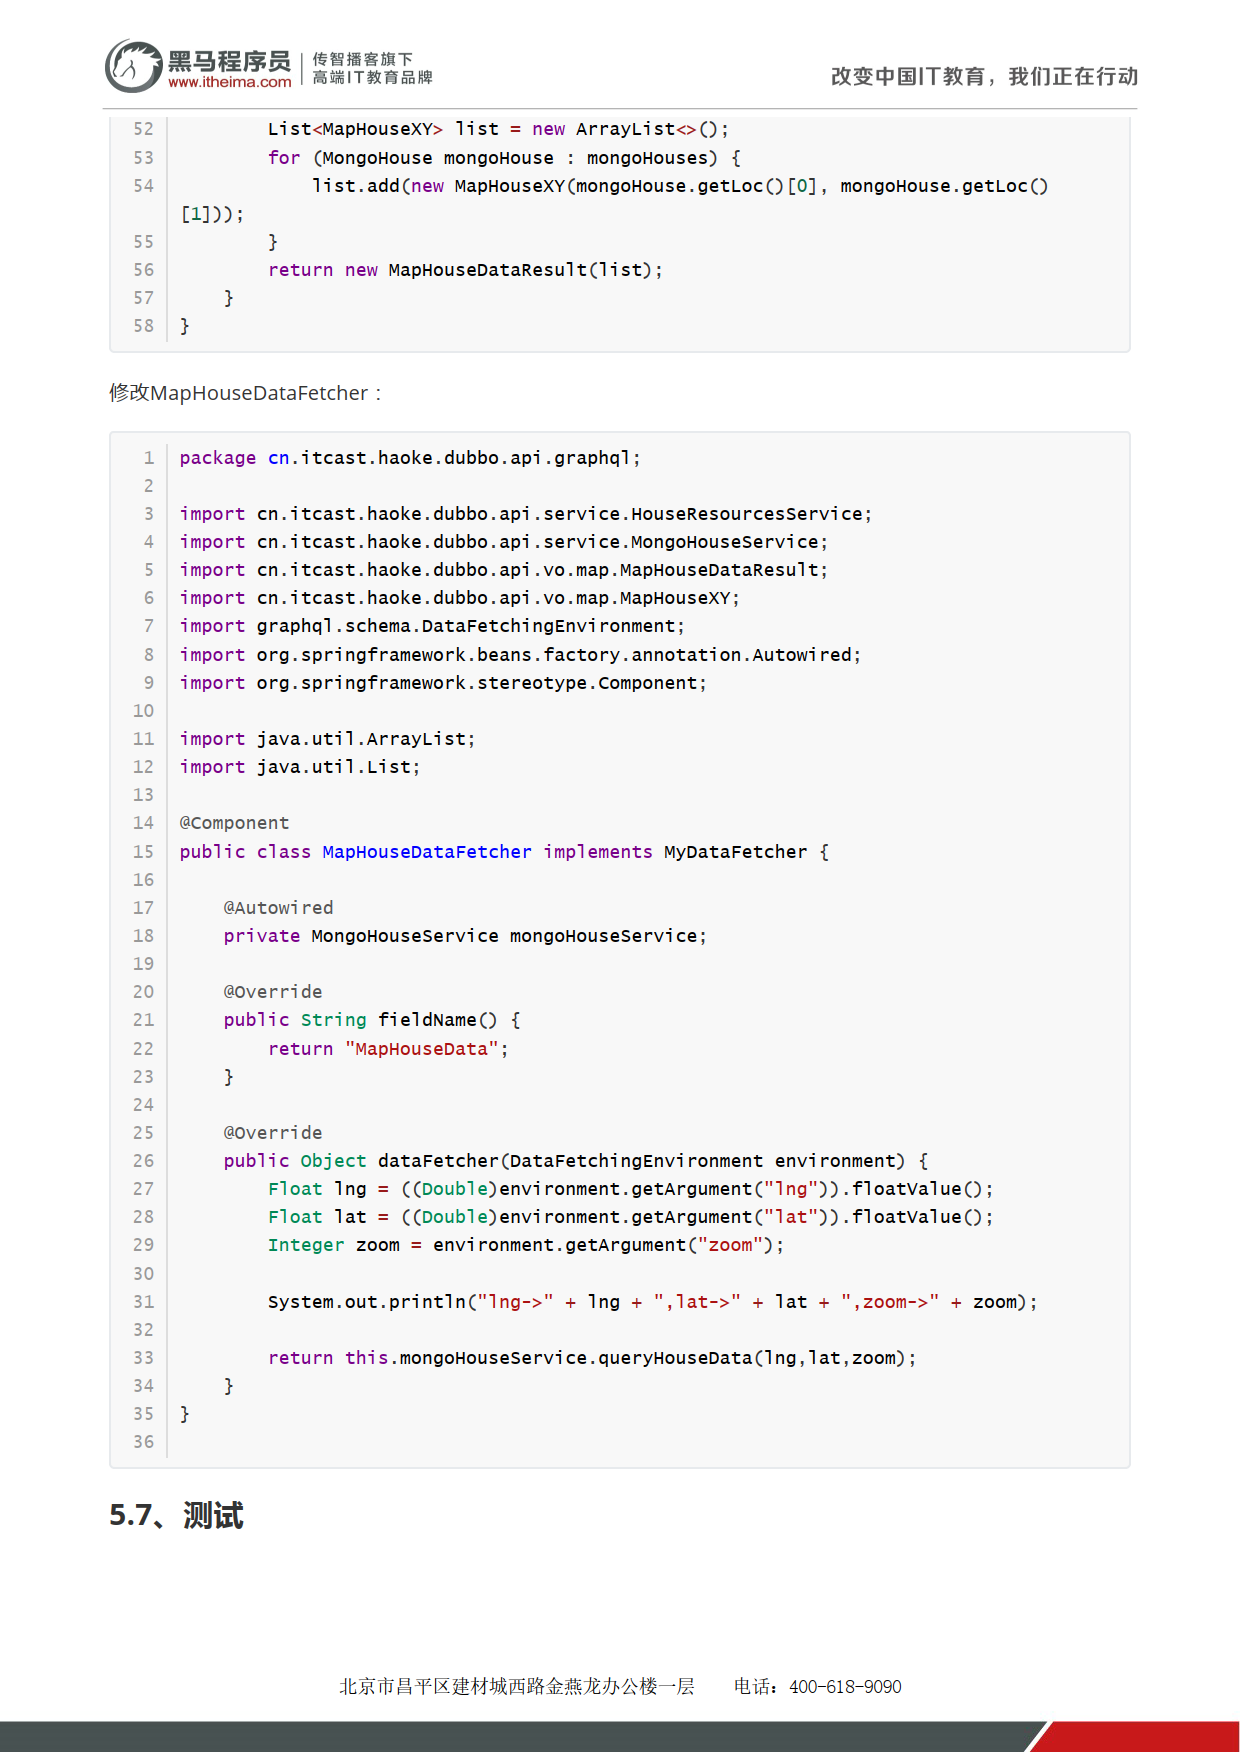 黑马程序员
www.itheima.com
传智播客旗下
高端IT教育品牌
改变中国IT教育，我们正在行动
52         List<MapHouseXY> list = new ArrayList<>();
53         for (MongoHouse mongoHouse : mongoHouses) {
54             list.add(new MapHouseXY(mongoHouse.getLoc()[0], mongoHouse.getLoc()
[1]));
55         }
56         return new MapHouseDataResult(list);
57     }
58 }
修改MapHouseDataFetcher：
1 package cn.itcast.haoke.dubbo.api.graphql;
2
3 import cn.itcast.haoke.dubbo.api.service.HouseResourcesService;
4 import cn.itcast.haoke.dubbo.api.service.MongoHouseService;
5 import cn.itcast.haoke.dubbo.api.vo.map.MapHouseDataResult;
6 import cn.itcast.haoke.dubbo.api.vo.map.MapHouseXY;
7 import graphql.schema.DataFetchingEnvironment;
8 import org.springframework.beans.factory.annotation.Autowired;
9 import org.springframework.stereotype.Component;
10
11 import java.util.ArrayList;
12 import java.util.List;
13
14 @Component
15 public class MapHouseDataFetcher implements MyDataFetcher {
16
17     @Autowired
18     private MongoHouseService mongoHouseService;
19
20     @Override
21     public String fieldName() {
22         return "MapHouseData";
23     }
24
25     @Override
26     public Object dataFetcher(DataFetchingEnvironment environment) {
27         Float lng = ((Double)environment.getArgument("lng")).floatValue();
28         Float lat = ((Double)environment.getArgument("lat")).floatValue();
29         Integer zoom = environment.getArgument("zoom");
30
31         System.out.println("lng->" + lng + ",lat->" + lat + ",zoom->" + zoom);
32
33         return this.mongoHouseService.queryHouseData(lng,lat,zoom);
34     }
35 }
36
5.7、测试
北京市昌平区建材城西路金燕龙办公楼一层 电话：400-618-9090